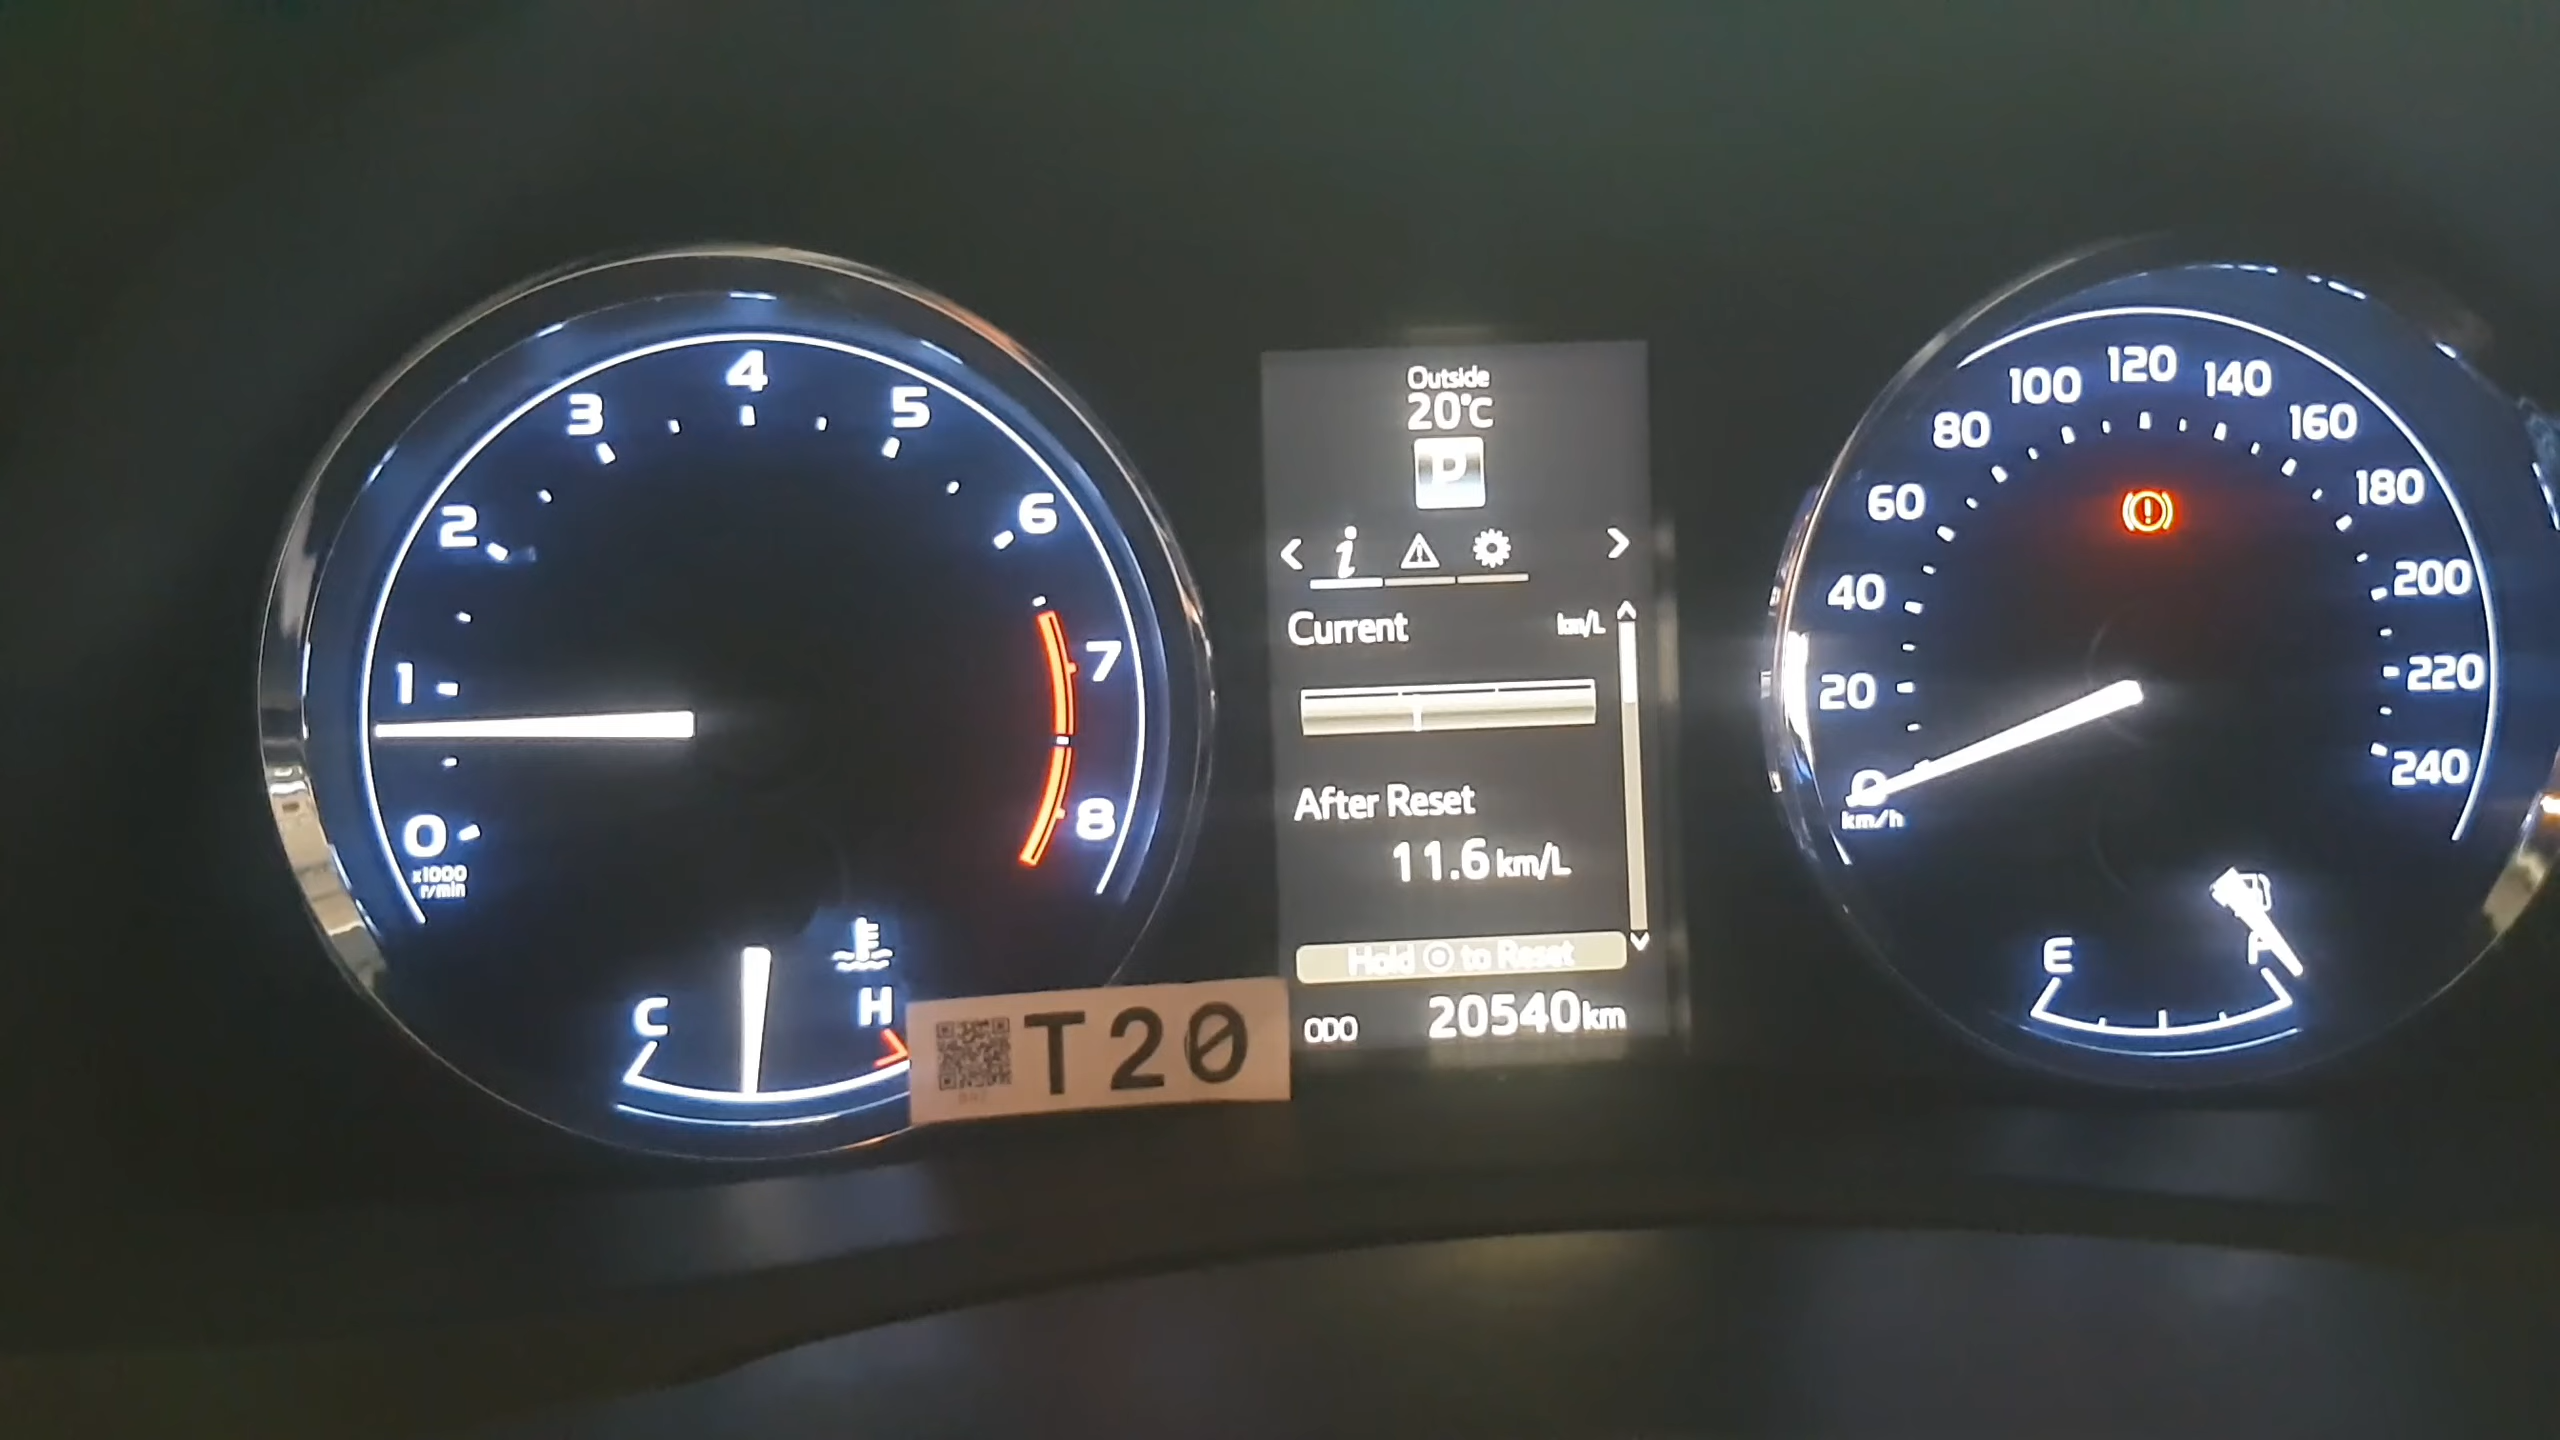 4
3
5
2
6
1
7
0
8
x1000
r/min
C
H
T20
Outside
20°C
P
i
Current km/L
After Reset
11.6 km/L
Hold to Reset
ODO 20540km
120
100
140
80
160
60
180
40
200
20
220
0
240
km/h
E
F